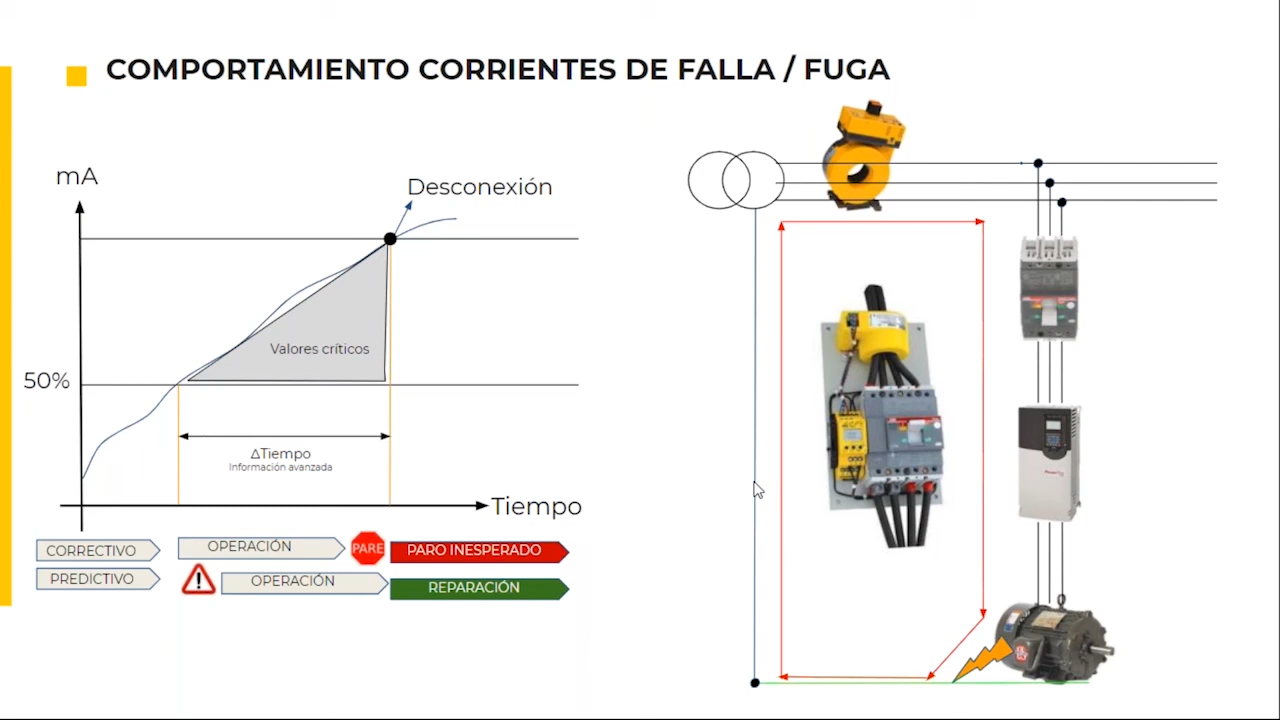 COMPORTAMIENTO CORRIENTES DE FALLA / FUGA
mA
Desconexión
Valores críticos
50%
ΔTiempo
Información avanzada
Tiempo
CORRECTIVO
OPERACIÓN
PARE
PARO INESPERADO
PREDICTIVO
OPERACIÓN
REPARACIÓN